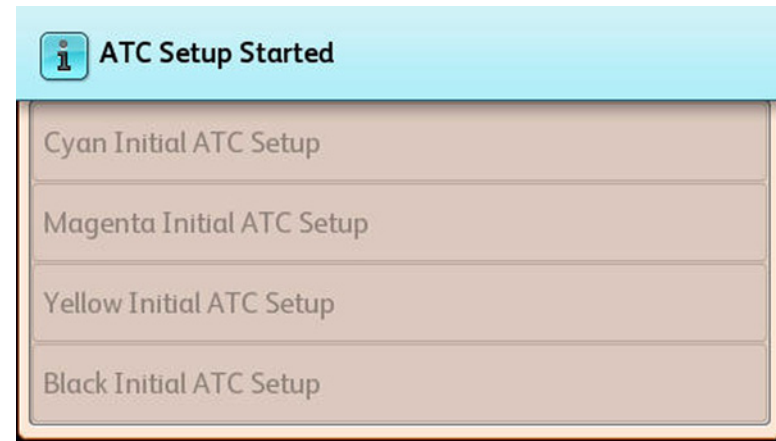 ATC Setup Started
Cyan Initial ATC Setup
Magenta Initial ATC Setup
Yellow Initial ATC Setup
Black Initial ATC Setup